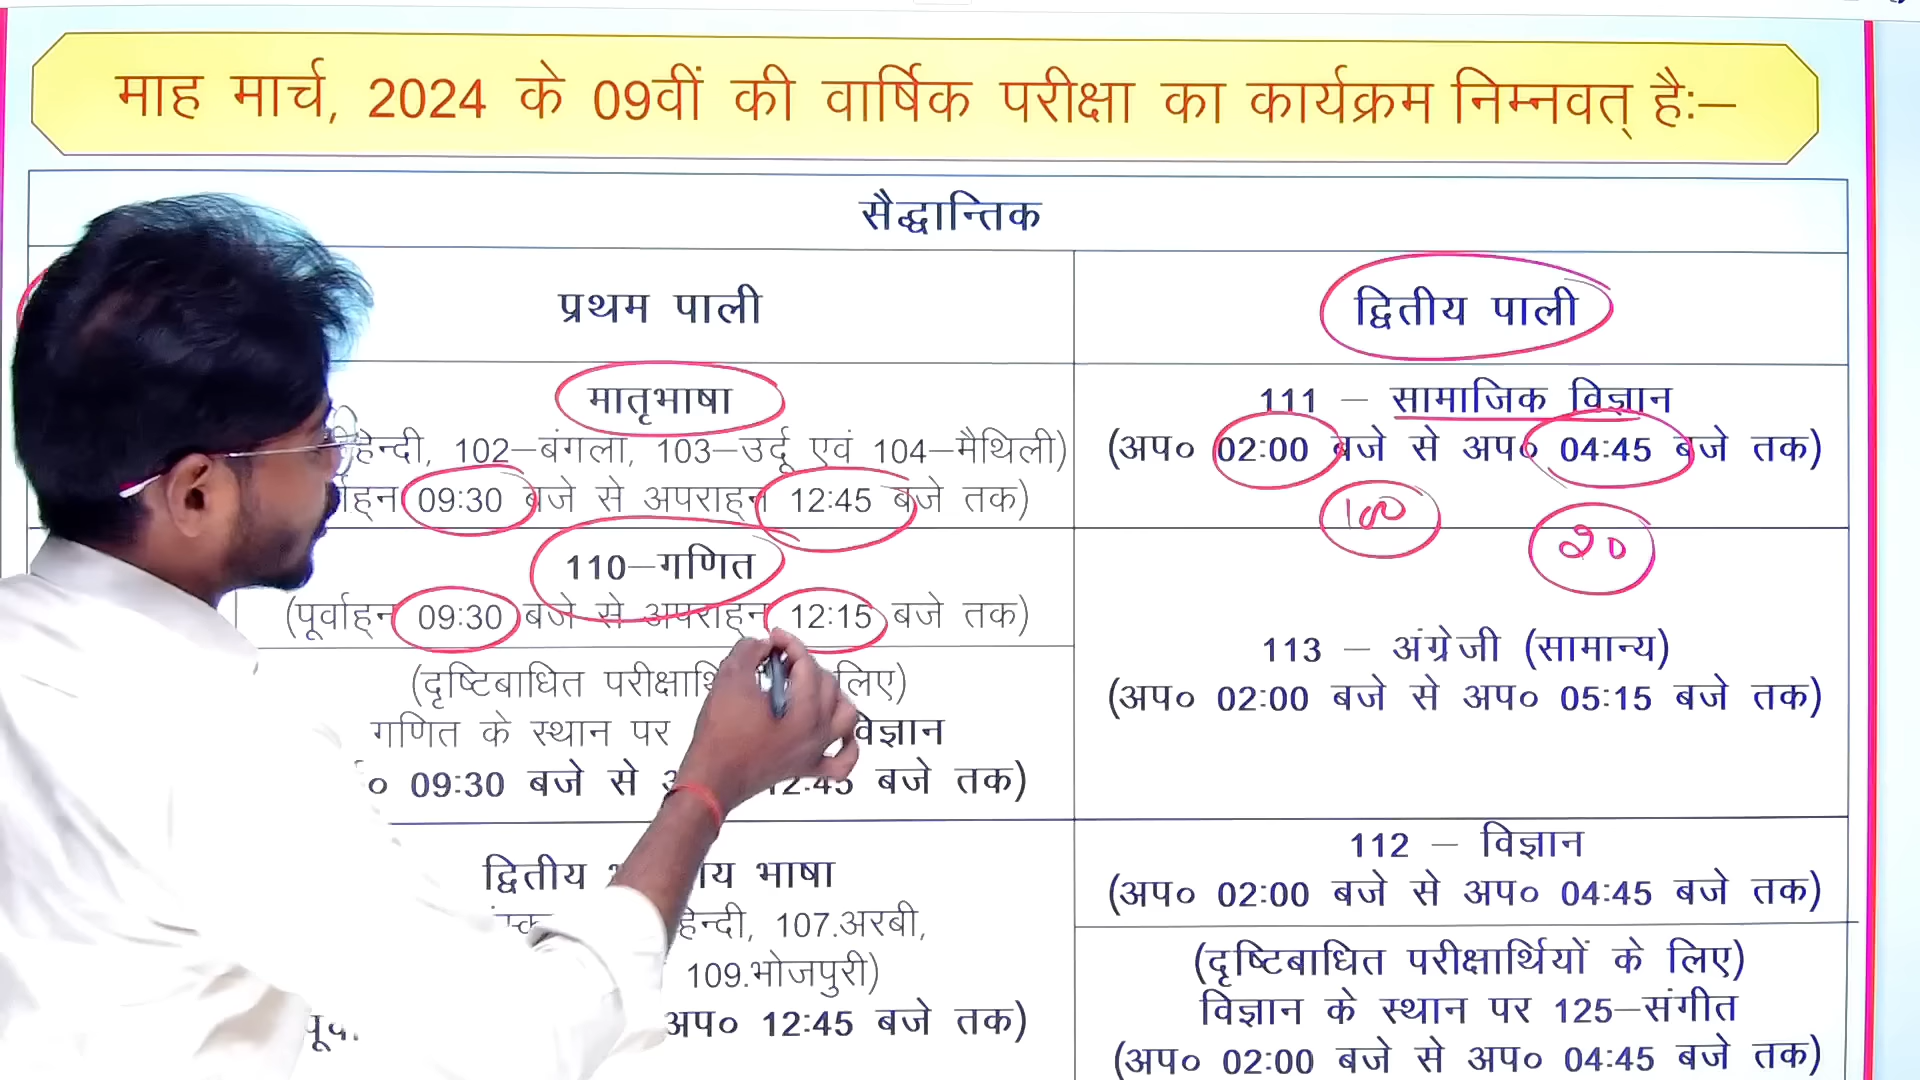 माह मार्च, 2024 के 09वीं की वार्षिक परीक्षा का कार्यक्रम निम्नवत् है:–
सैद्धान्तिक
प्रथम पाली
द्वितीय पाली
मातृभाषा
हिन्दी, 102–बंगला, 103–उर्दू एवं 104–मैथिली)
09:30 बजे से अपराह्न 12:45 बजे तक)
111 – सामाजिक विज्ञान
(अप० 02:00 बजे से अप० 04:45 बजे तक)
100
20
110–गणित
(पूर्वाह्न 09:30 बजे से अपराह्न 12:15 बजे तक)
(दृष्टिबाधित लिए)
गणित के स्थान पर विज्ञान
09:30 बजे से 12:45 बजे तक)
113 – अंग्रेजी (सामान्य)
(अप० 02:00 बजे से अप० 05:15 बजे तक)
द्वितीय भाषा
हिन्दी, 107.अरबी,
109.भोजपुरी)
अप० 12:45 बजे तक)
112 – विज्ञान
(अप० 02:00 बजे से अप० 04:45 बजे तक)
(दृष्टिबाधित परीक्षार्थियों के लिए)
विज्ञान के स्थान पर 125–संगीत
(अप० 02:00 बजे से अप० 04:45 बजे तक)